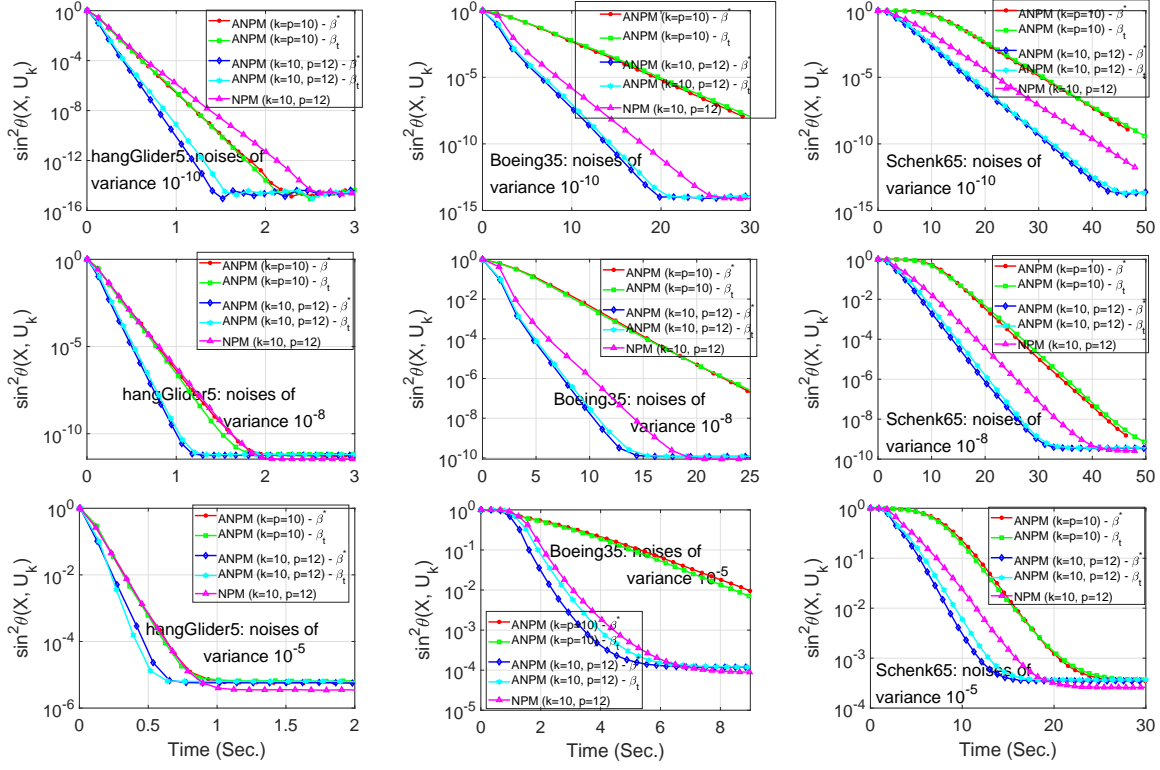 sin²θ(X, U_k)
10^0
10^-4
10^-9
10^-14
10^-16
0
1
2
3
ANPM (k=p=10) - β^*
ANPM (k=p=10) - β_t
ANPM (k=10, p=12) - β^*
ANPM (k=10, p=12) - β_t
NPM (k=10, p=12)
hangGlider5: noises of
variance 10^-10
sin²θ(X, U_k)
10^0
10^-5
10^-10
10^-15
0
10
20
30
ANPM (k=p=10) - β^*
ANPM (k=p=10) - β_t
ANPM (k=10, p=12) - β^*
ANPM (k=10, p=12) - β_t
NPM (k=10, p=12)
Boeing35: noises of
variance 10^-10
sin²θ(X, U_k)
10^0
10^-5
10^-10
10^-15
0
10
20
30
40
50
ANPM (k=p=10) - β^*
ANPM (k=p=10) - β_t
ANPM (k=10, p=12) - β^*
ANPM (k=10, p=12) - β_t
NPM (k=10, p=12)
Schenk65: noises of
variance 10^-10
sin²θ(X, U_k)
10^0
10^-5
10^-10
0
1
2
3
ANPM (k=p=10) - β^*
ANPM (k=p=10) - β_t
ANPM (k=10, p=12) - β^*
ANPM (k=10, p=12) - β_t
NPM (k=10, p=12)
hangGlider5: noises of
variance 10^-8
sin²θ(X, U_k)
10^0
10^-2
10^-4
10^-6
10^-8
10^-10
0
5
10
15
20
25
ANPM (k=p=10) - β^*
ANPM (k=p=10) - β_t
ANPM (k=10, p=12) - β^*
ANPM (k=10, p=12) - β_t
NPM (k=10, p=12)
Boeing35: noises of
variance 10^-8
sin²θ(X, U_k)
10^0
10^-2
10^-4
10^-6
10^-8
10^-10
0
10
20
30
40
50
ANPM (k=p=10) - β^*
ANPM (k=p=10) - β_t
ANPM (k=10, p=12) - β^*
ANPM (k=10, p=12) - β_t
NPM (k=10, p=12)
Schenk65: noises of
variance 10^-8
sin²θ(X, U_k)
10^0
10^-2
10^-4
10^-6
0
0.5
1
1.5
2
Time (Sec.)
ANPM (k=p=10) - β^*
ANPM (k=p=10) - β_t
ANPM (k=10, p=12) - β^*
ANPM (k=10, p=12) - β_t
NPM (k=10, p=12)
hangGlider5: noises of
variance 10^-5
sin²θ(X, U_k)
10^0
10^-1
10^-2
10^-3
10^-4
10^-5
0
2
4
6
8
Time (Sec.)
Boeing35: noises of
variance 10^-5
ANPM (k=p=10) - β^*
ANPM (k=p=10) - β_t
ANPM (k=10, p=12) - β^*
ANPM (k=10, p=12) - β_t
NPM (k=10, p=12)
sin²θ(X, U_k)
10^0
10^-1
10^-2
10^-3
10^-4
0
10
20
30
Time (Sec.)
ANPM (k=p=10) - β^*
ANPM (k=p=10) - β_t
ANPM (k=10, p=12) - β^*
ANPM (k=10, p=12) - β_t
NPM (k=10, p=12)
Schenk65: noises of
variance 10^-5